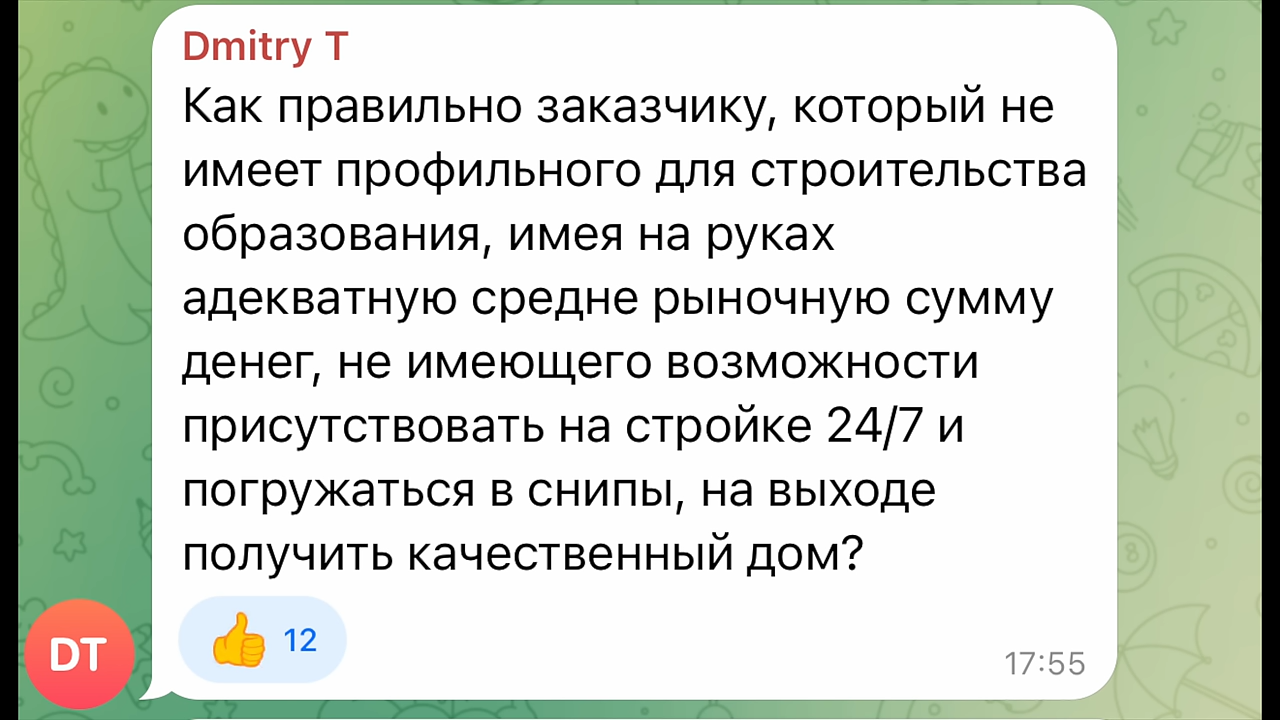 Dmitry T
Как правильно заказчику, который не
имеет профильного для строительства
образования, имея на руках
адекватную средне рыночную сумму
денег, не имеющего возможности
присутствовать на стройке 24/7 и
погружаться в снипы, на выходе
получить качественный дом?
👍 12
17:55
DT